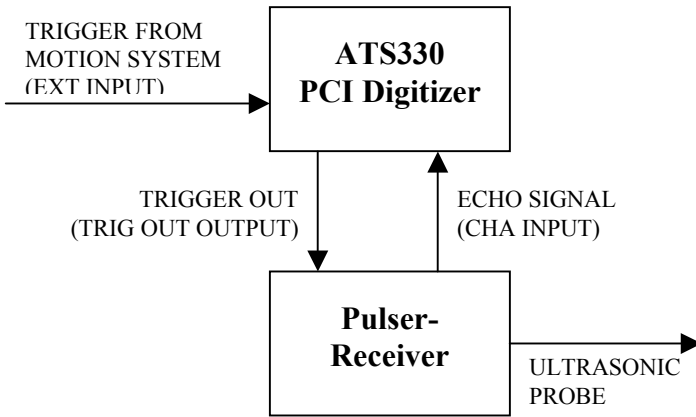 TRIGGER FROM
MOTION SYSTEM
(EXT INPUT)
ATS330
PCI Digitizer
TRIGGER OUT
(TRIG OUT OUTPUT)
ECHO SIGNAL
(CHA INPUT)
Pulser-
Receiver
ULTRASONIC
PROBE